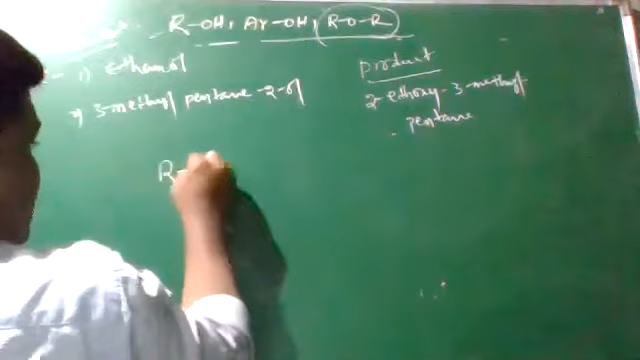 R-OH, Ar-OH, R-O-R
1) ethanol
2) 3-methyl pentane-2-ol
product
2-ethoxy-3-methyl
pentane
R-